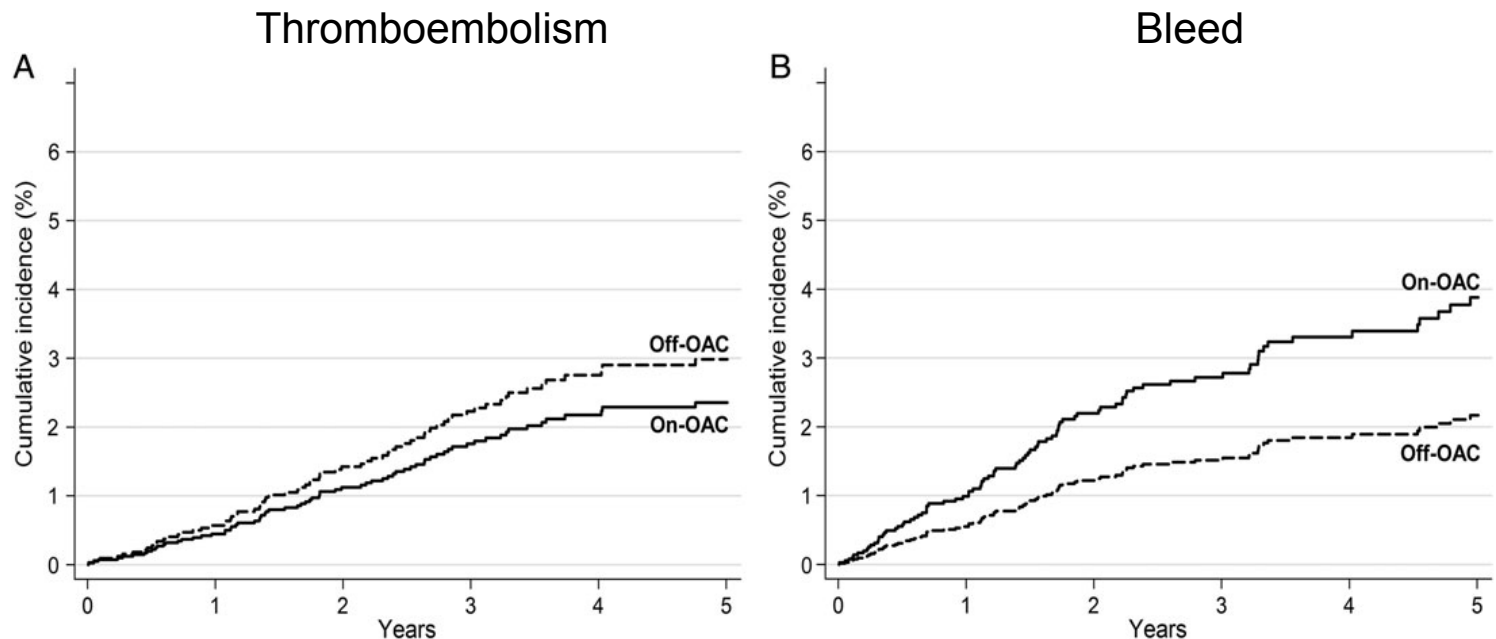 Thromboembolism
A
Cumulative incidence (%)
6
5
4
3
2
1
0
Off-OAC
On-OAC
0 1 2 3 4 5
Years
Bleed
B
Cumulative incidence (%)
6
5
4
3
2
1
0
On-OAC
Off-OAC
0 1 2 3 4 5
Years